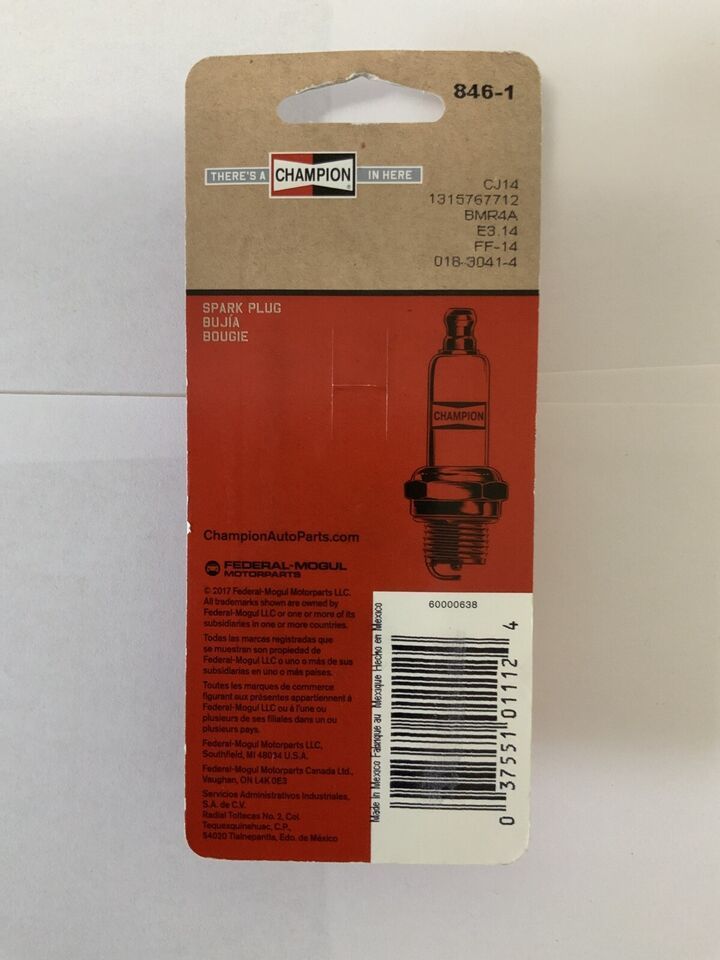 846-1
THERE'S A CHAMPION ® IN HERE
CJ14
1315767712
BMR4A
E3.14
FF-14
018-3041-4
SPARK PLUG
BUJÍA
BOUGIE
CHAMPION
ChampionAutoParts.com
FEDERAL-MOGUL
MOTORPARTS
© 2017 Federal-Mogul Motorparts LLC.
All trademarks shown are owned by
Federal-Mogul LLC or one or more of its
subsidiaries in one or more countries.
Todas las marcas registradas que
se muestran son propiedad de
Federal-Mogul LLC o uno o más de sus
subsidiarias en uno o más países.
Toutes les marques de commerce
figurant aux présentes appartiennent à
Federal-Mogul LLC ou à l'une ou
plusieurs de ses filiales dans un ou
plusieurs pays.
Federal-Mogul Motorparts LLC,
Southfield, MI 48034 U.S.A.
Federal-Mogul Motorparts Canada Ltd.,
Vaughan, ON L4K 0E3
Servicios Administrativos Industriales,
S.A. de C.V.
Radial Toltecas No. 2, Col.
Tequexquinahuac, C.P.,
54020 Tlalnepantla, Edo. de México
60000638
Made in Mexico Fabriqué au Mexique Hecho en México
0 37551 01112 4